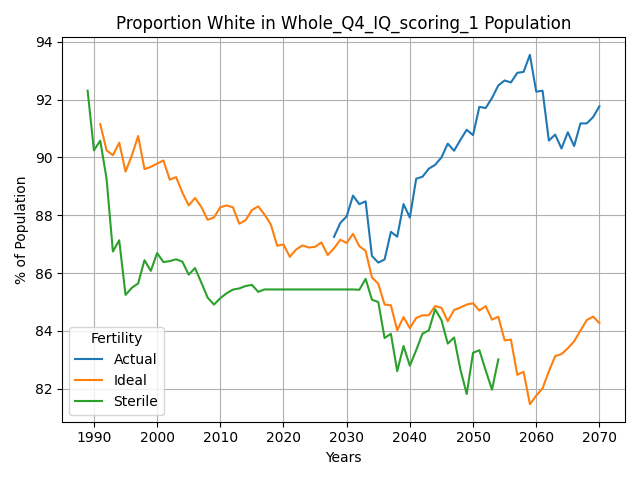 Proportion White in Whole_Q4_IQ_scoring_1 Population
94
92
90
88
86
84
82
% of Population
Fertility
Actual
Ideal
Sterile
1990 2000 2010 2020 2030 2040 2050 2060 2070
Years